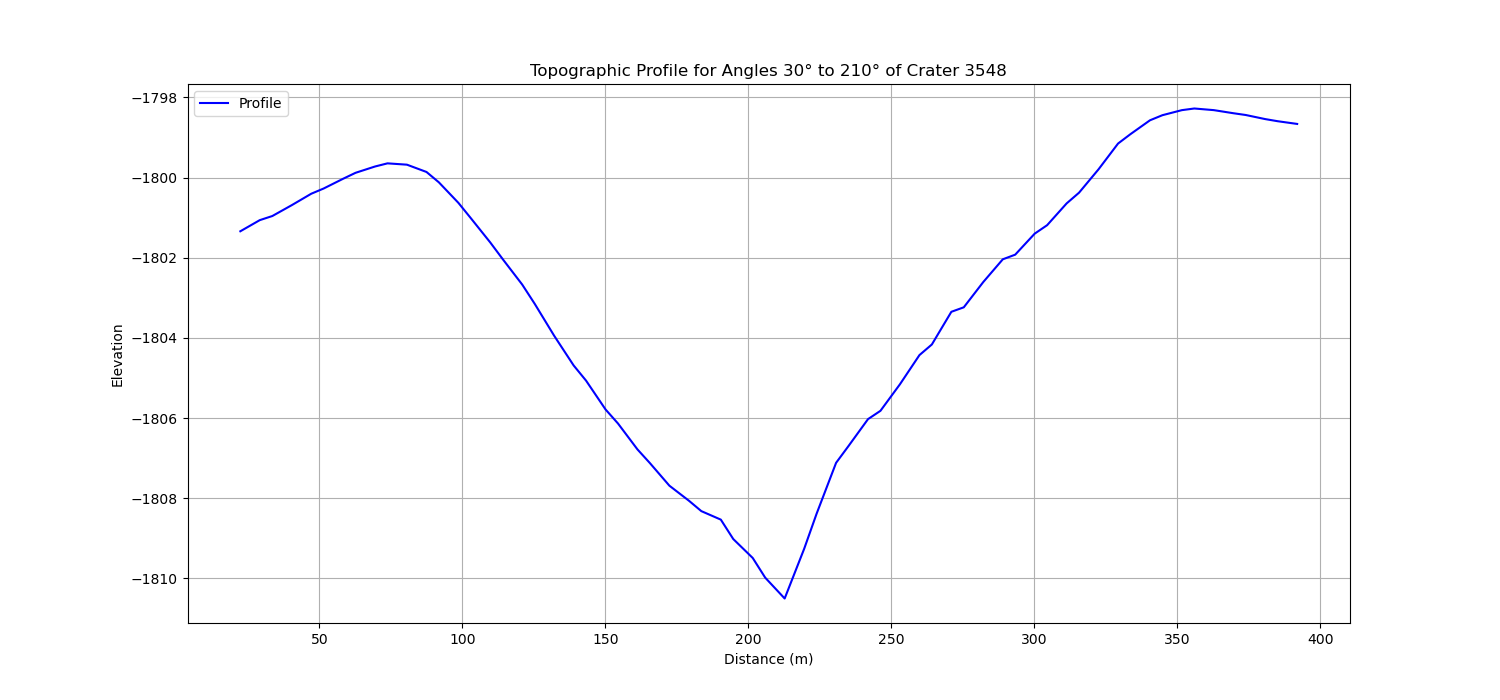 Topographic Profile for Angles 30° to 210° of Crater 3548
Profile
Elevation
−1798
−1800
−1802
−1804
−1806
−1808
−1810
50 100 150 200 250 300 350 400
Distance (m)